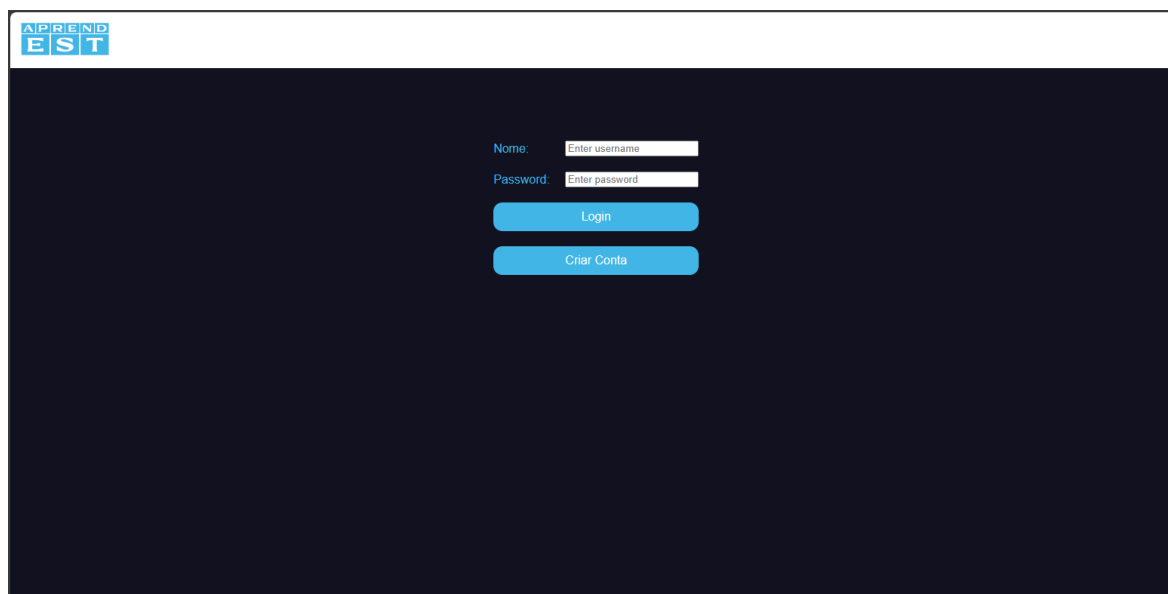 APREND
EST
Nome: Enter username
Password: Enter password
Login
Criar Conta